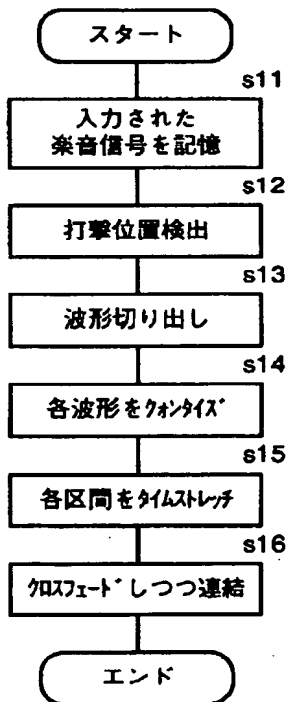 スタート
s11
入力された
楽音信号を記憶
s12
打撃位置検出
s13
波形切り出し
s14
各波形をクォンタイズ
s15
各区間をタイムストレッチ
s16
クロスフェードしつつ連結
エンド